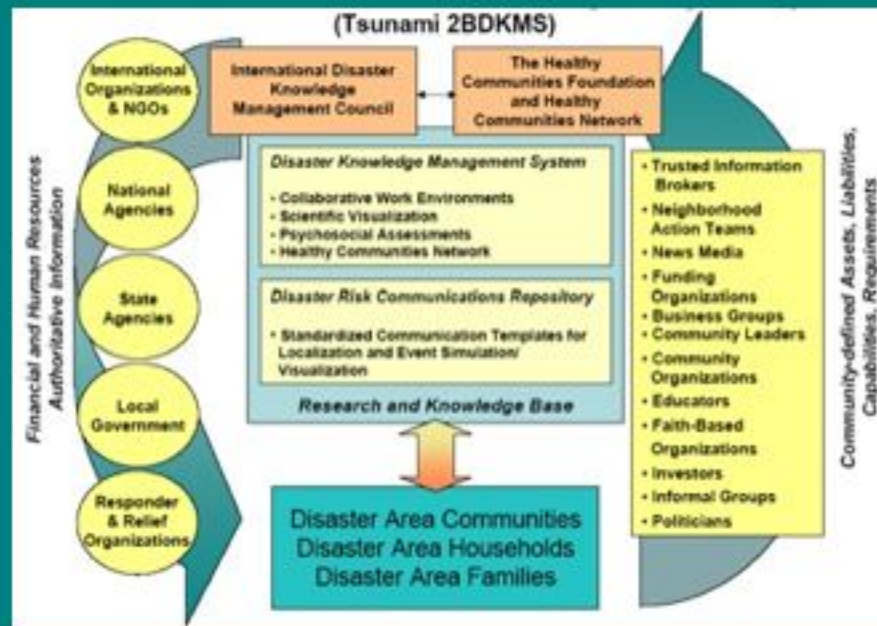 (Tsunami 2BDKMS)
International
Organizations
& NGOs
National
Agencies
State
Agencies
Local
Government
Responder
& Relief
Organizations
Financial and Human Resources
Authoritative Information
International Disaster
Knowledge
Management Council
The Healthy
Communities Foundation
and Healthy
Communities Network
Disaster Knowledge Management System
• Collaborative Work Environments
• Scientific Visualization
• Psychosocial Assessments
• Healthy Communities Network
Disaster Risk Communications Repository
• Standardized Communication Templates for
Localization and Event Simulation/
Visualization
Research and Knowledge Base
Disaster Area Communities
Disaster Area Households
Disaster Area Families
• Trusted Information
Brokers
• Neighborhood
Action Teams
• News Media
• Funding
Organizations
• Business Groups
• Community Leaders
• Community
Organizations
• Educators
• Faith-Based
Organizations
• Investors
• Informal Groups
• Politicians
Community-defined Assets, Liabilities,
Capabilities, Requirements